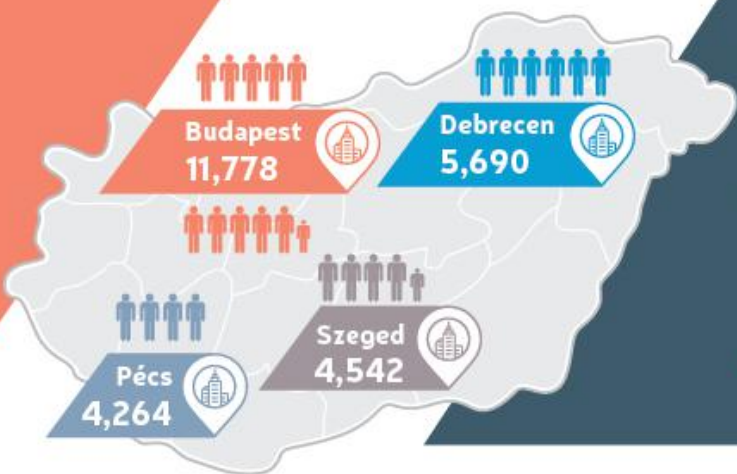 Budapest
11,778
Debrecen
5,690
Szeged
4,542
Pécs
4,264